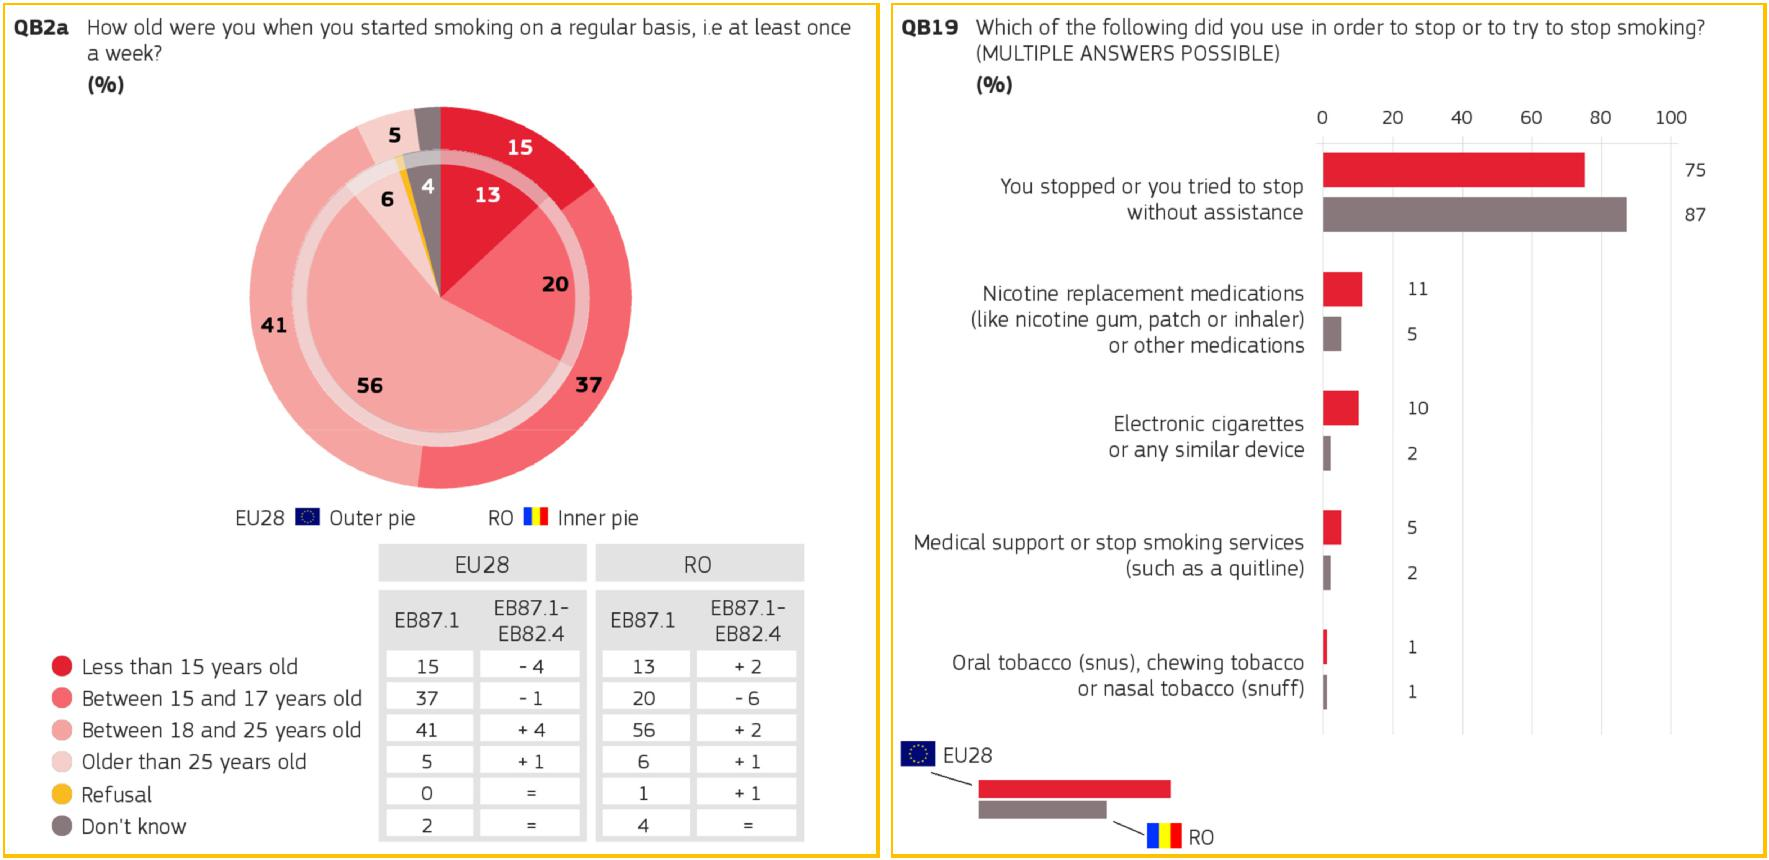 QB2a How old were you when you started smoking on a regular basis, i.e at least once
a week?
(%)
5
15
4
13
6
20
41
56
37
EU28 Outer pie RO Inner pie
EU28 RO
EB87.1 EB87.1-
EB82.4 EB87.1 EB87.1-
EB82.4
Less than 15 years old 15 - 4 13 + 2
Between 15 and 17 years old 37 - 1 20 - 6
Between 18 and 25 years old 41 + 4 56 + 2
Older than 25 years old 5 + 1 6 + 1
Refusal 0 = 1 + 1
Don't know 2 = 4 =
QB19 Which of the following did you use in order to stop or to try to stop smoking?
(MULTIPLE ANSWERS POSSIBLE)
(%)
0 20 40 60 80 100
You stopped or you tried to stop
without assistance
75
87
Nicotine replacement medications
(like nicotine gum, patch or inhaler)
or other medications
11
5
Electronic cigarettes
or any similar device
10
2
Medical support or stop smoking services
(such as a quitline)
5
2
Oral tobacco (snus), chewing tobacco
or nasal tobacco (snuff)
1
1
EU28
RO